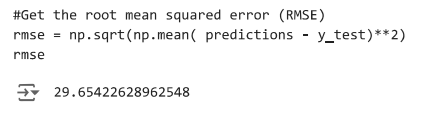 #Get the root mean squared error (RMSE)
rmse = np.sqrt(np.mean( predictions - y_test)**2)
rmse
29.65422628962548